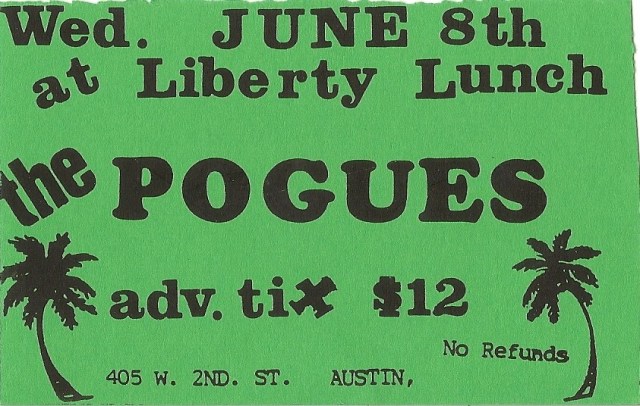 Wed. JUNE 8th
at Liberty Lunch
the POGUES
adv. tix $12
No Refunds
405 W. 2ND. ST. AUSTIN,